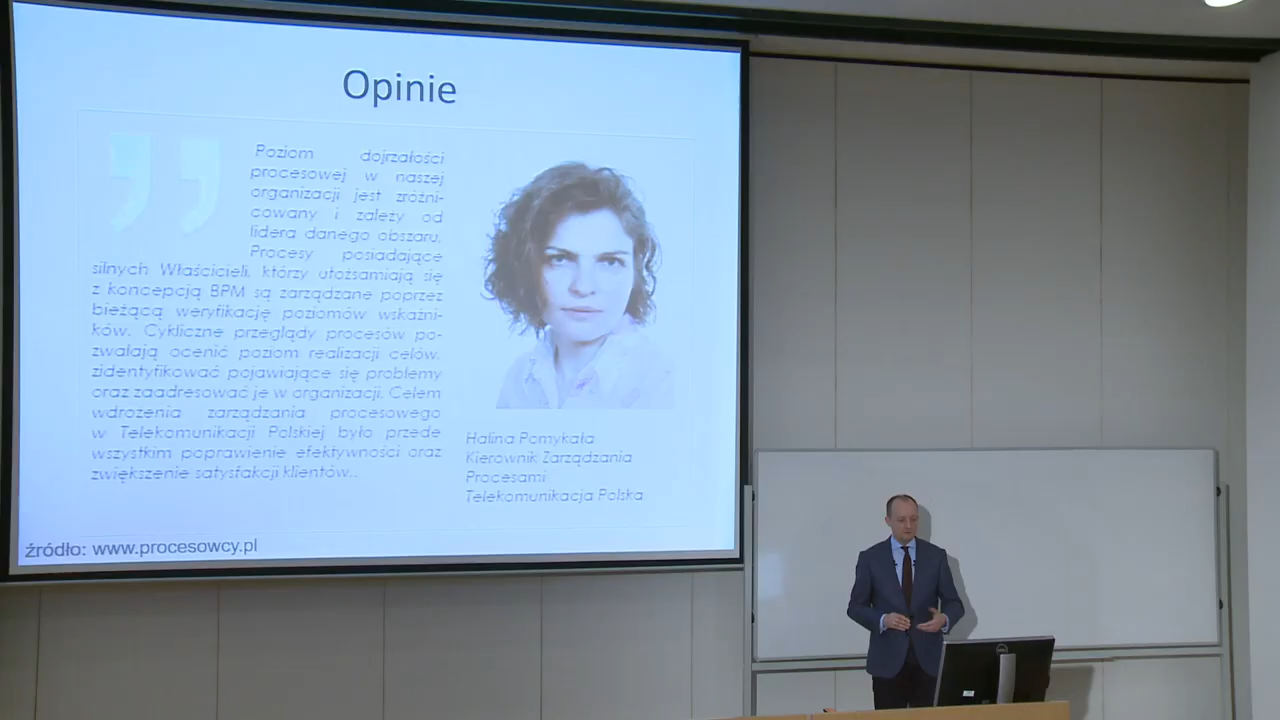 Opinie
Poziom dojrzałości
procesowej w naszej
organizacji jest zróżni-
cowany i zależy od
lidera danego obszaru.
Procesy posiadające
silnych Właścicieli, którzy utożsamiają się
z koncepcją BPM są zarządzane poprzez
bieżącą weryfikację poziomów wskaźni-
ków. Cykliczne przeglądy procesów po-
zwalają ocenić poziom realizacji celów,
zidentyfikować pojawiające się problemy
oraz zaadresować je w organizacji. Celem
wdrożenia zarządzania procesowego
w Telekomunikacji Polskiej było przede
wszystkim poprawienie efektywności oraz
zwiększenie satysfakcji klientów..
Halina Pomykała
Kierownik Zarządzania
Procesami
Telekomunikacja Polska
źródło: www.procesowcy.pl